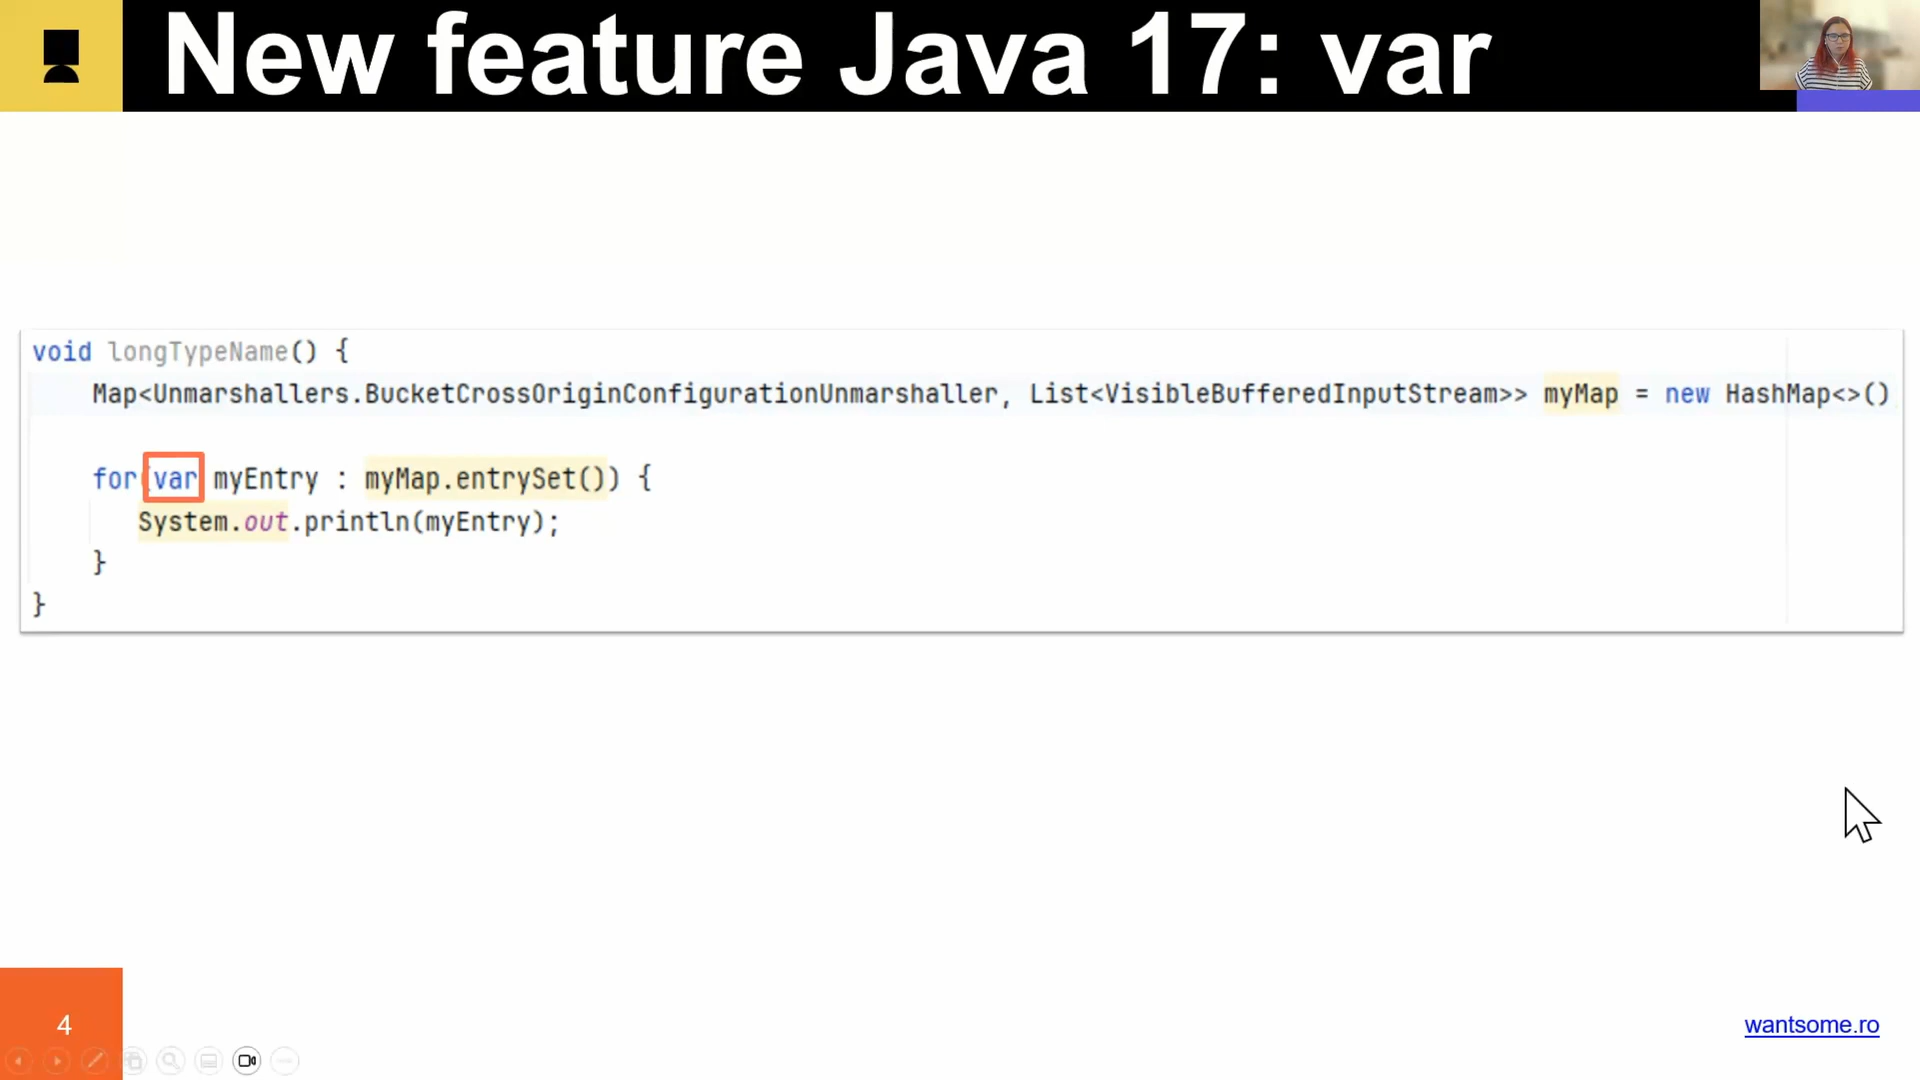 New feature Java 17: var
void longTypeName() {
Map<Unmarshallers.BucketCrossOriginConfigurationUnmarshaller, List<VisibleBufferedInputStream>> myMap = new HashMap<>()
for(var myEntry : myMap.entrySet()) {
System.out.println(myEntry);
}
}
4
wantsome.ro